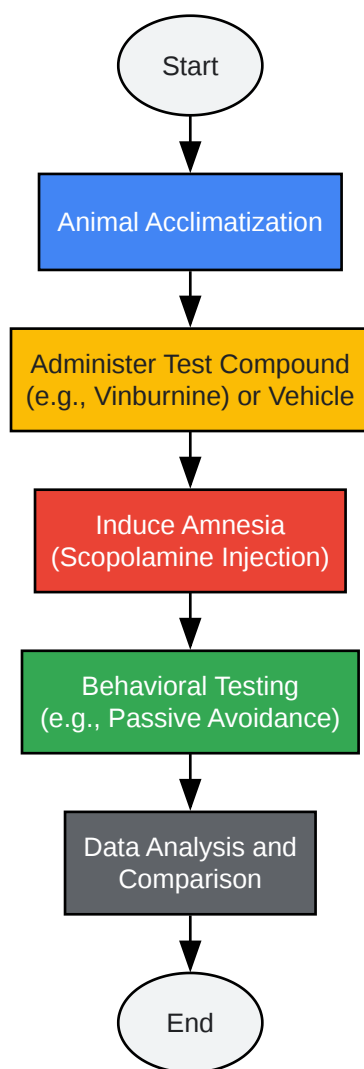 Start
Animal Acclimatization
Administer Test Compound
(e.g., Vinburnine) or Vehicle
Induce Amnesia
(Scopolamine Injection)
Behavioral Testing
(e.g., Passive Avoidance)
Data Analysis and
Comparison
End